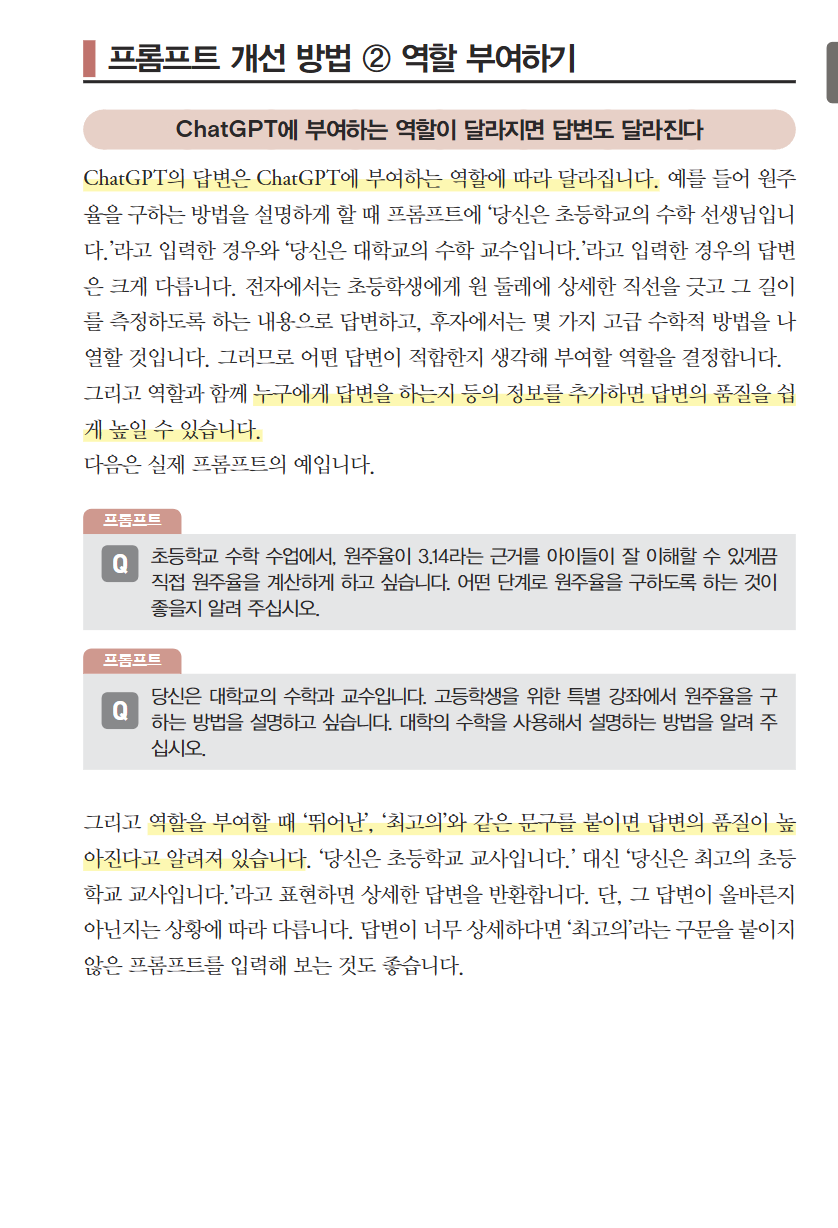 프롬프트 개선 방법 ② 역할 부여하기
ChatGPT에 부여하는 역할이 달라지면 답변도 달라진다
ChatGPT의 답변은 ChatGPT에 부여하는 역할에 따라 달라집니다. 예를 들어 원주
율을 구하는 방법을 설명하게 할 때 프롬프트에 ‘당신은 초등학교의 수학 선생님입니
다.’라고 입력한 경우와 ‘당신은 대학교의 수학 교수입니다.’라고 입력한 경우의 답변
은 크게 다릅니다. 전자에서는 초등학생에게 원 둘레에 상세한 직선을 긋고 그 길이
를 측정하도록 하는 내용으로 답변하고, 후자에서는 몇 가지 고급 수학적 방법을 나
열할 것입니다. 그러므로 어떤 답변이 적합한지 생각해 부여할 역할을 결정합니다.
그리고 역할과 함께 누구에게 답변을 하는지 등의 정보를 추가하면 답변의 품질을 쉽
게 높일 수 있습니다.
다음은 실제 프롬프트의 예입니다.
프롬프트
Q
초등학교 수학 수업에서, 원주율이 3.14라는 근거를 아이들이 잘 이해할 수 있게끔
직접 원주율을 계산하게 하고 싶습니다. 어떤 단계로 원주율을 구하도록 하는 것이
좋을지 알려 주십시오.
프롬프트
Q
당신은 대학교의 수학과 교수입니다. 고등학생을 위한 특별 강좌에서 원주율을 구
하는 방법을 설명하고 싶습니다. 대학의 수학을 사용해서 설명하는 방법을 알려 주
십시오.
그리고 역할을 부여할 때 ‘뛰어난’, ‘최고의’와 같은 문구를 붙이면 답변의 품질이 높
아진다고 알려져 있습니다. ‘당신은 초등학교 교사입니다.’ 대신 ‘당신은 최고의 초등
학교 교사입니다.’라고 표현하면 상세한 답변을 반환합니다. 단, 그 답변이 올바른지
아닌지는 상황에 따라 다릅니다. 답변이 너무 상세하다면 ‘최고의’라는 구문을 붙이지
않은 프롬프트를 입력해 보는 것도 좋습니다.